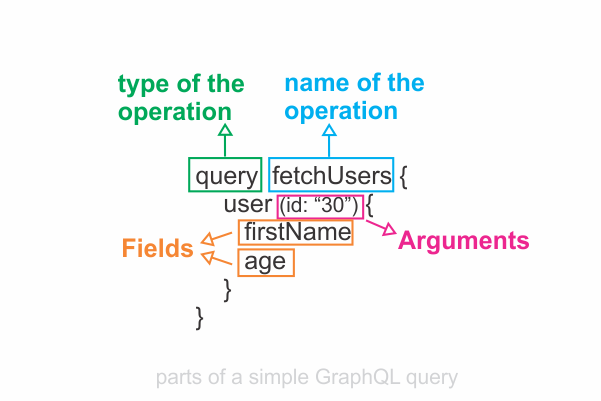 type of the
operation
name of the
operation
query fetchUsers {
user (id: “30”) {
firstName
age
}
}
Fields
Arguments
parts of a simple GraphQL query